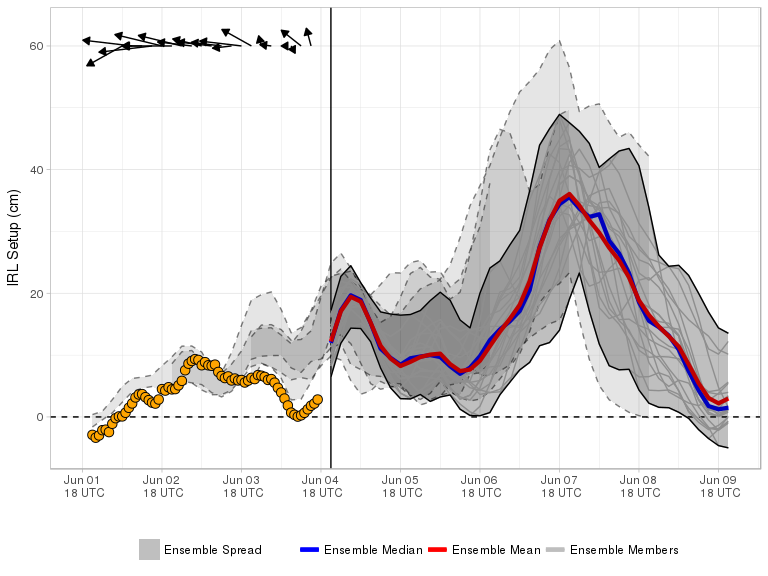 60
40
20
0
IRL Setup (cm)
Jun 01 Jun 02 Jun 03 Jun 04 Jun 05 Jun 06 Jun 07 Jun 08 Jun 09
18 UTC 18 UTC 18 UTC 18 UTC 18 UTC 18 UTC 18 UTC 18 UTC 18 UTC
Ensemble Spread Ensemble Median Ensemble Mean Ensemble Members